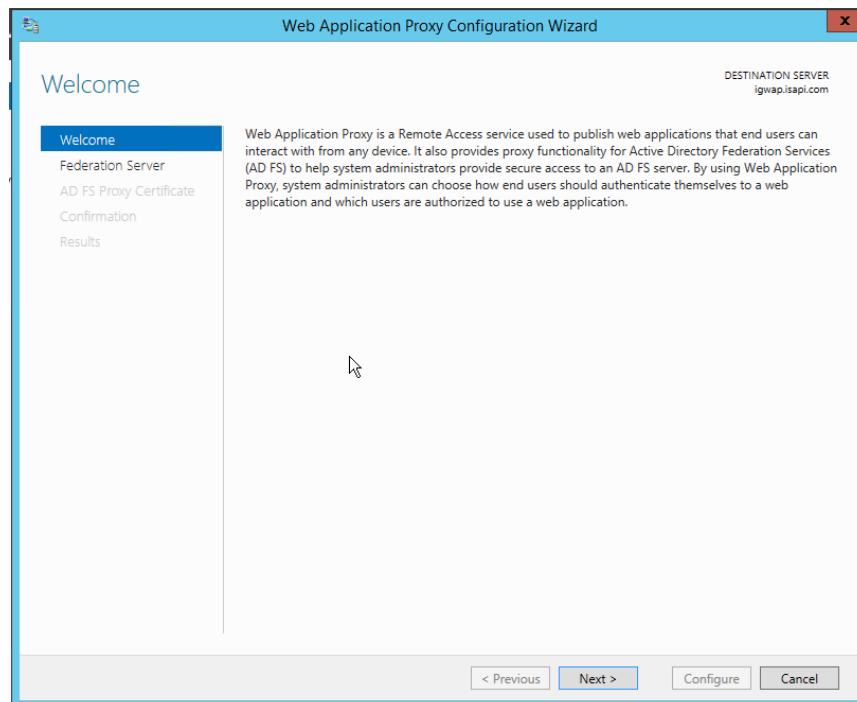 Web Application Proxy Configuration Wizard
x
Welcome
DESTINATION SERVER
igwap.isapi.com
Welcome
Federation Server
AD FS Proxy Certificate
Confirmation
Results
Web Application Proxy is a Remote Access service used to publish web applications that end users can
interact with from any device. It also provides proxy functionality for Active Directory Federation Services
(AD FS) to help system administrators provide secure access to an AD FS server. By using Web Application
Proxy, system administrators can choose how end users should authenticate themselves to a web
application and which users are authorized to use a web application.
< Previous
Next >
Configure
Cancel